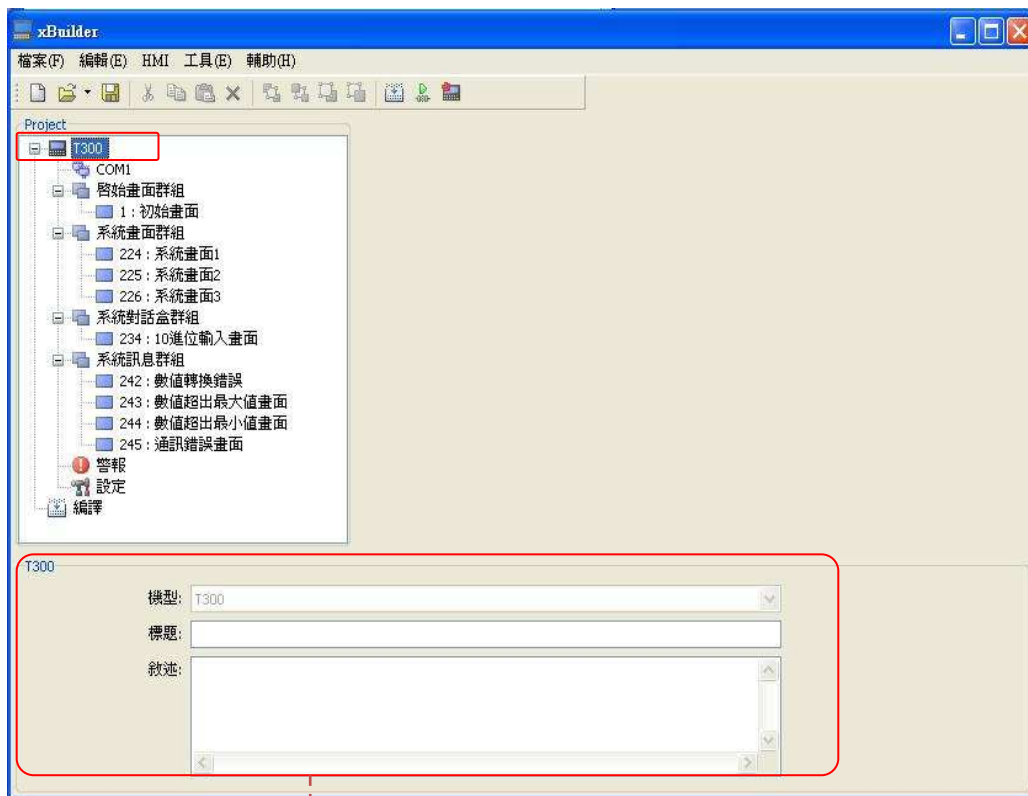 xBuilder
檔案(F) 編輯(E) HMI 工具(E) 輔助(H)
Project
T300
COM1
啓始畫面群組
1 : 初始畫面
系統畫面群組
224 : 系統畫面1
225 : 系統畫面2
226 : 系統畫面3
系統對話盒群組
234 : 10進位輸入畫面
系統訊息群組
242 : 數值轉換錯誤
243 : 數值超出最大值畫面
244 : 數值超出最小值畫面
245 : 通訊錯誤畫面
警報
設定
編譯
T300
機型: T300
標題:
敘述: